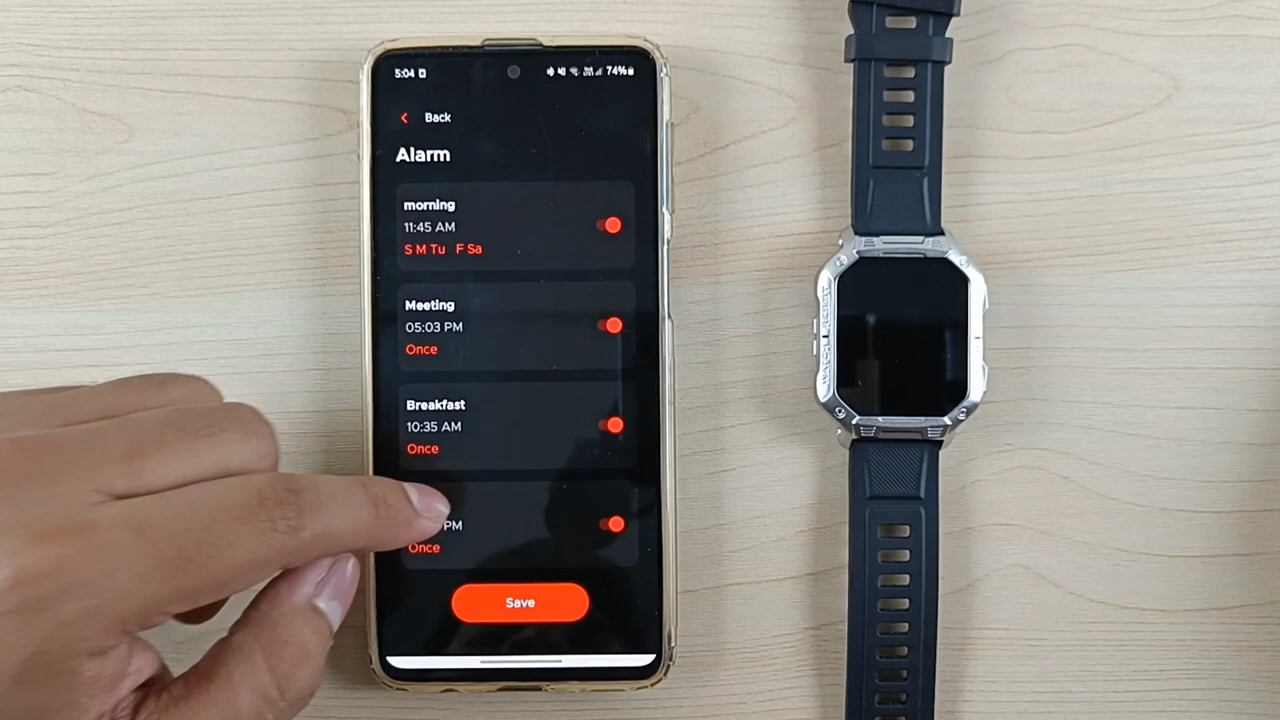 5:04 74%
Back
Alarm
morning
11:45 AM
S M Tu F Sa
Meeting
05:03 PM
Once
Breakfast
10:35 AM
Once
PM
Once
Save